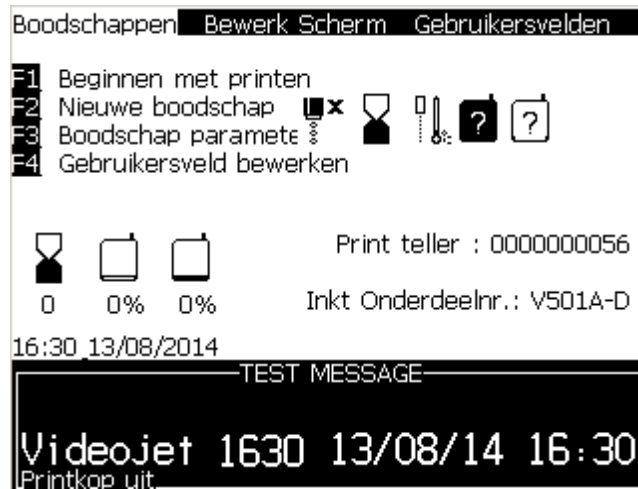 Boodschappen Bewerk Scherm Gebruikersvelden
F1 Beginnen met printen
F2 Nieuwe boodschap
F3 Boodschap paramete
F4 Gebruikersveld bewerken
x ? ?
Print teller : 0000000056
0 0% 0%
Inkt Onderdeelnr.: V501A-D
16:30 13/08/2014
TEST MESSAGE
Videojet 1630 13/08/14 16:30
Printkop uit